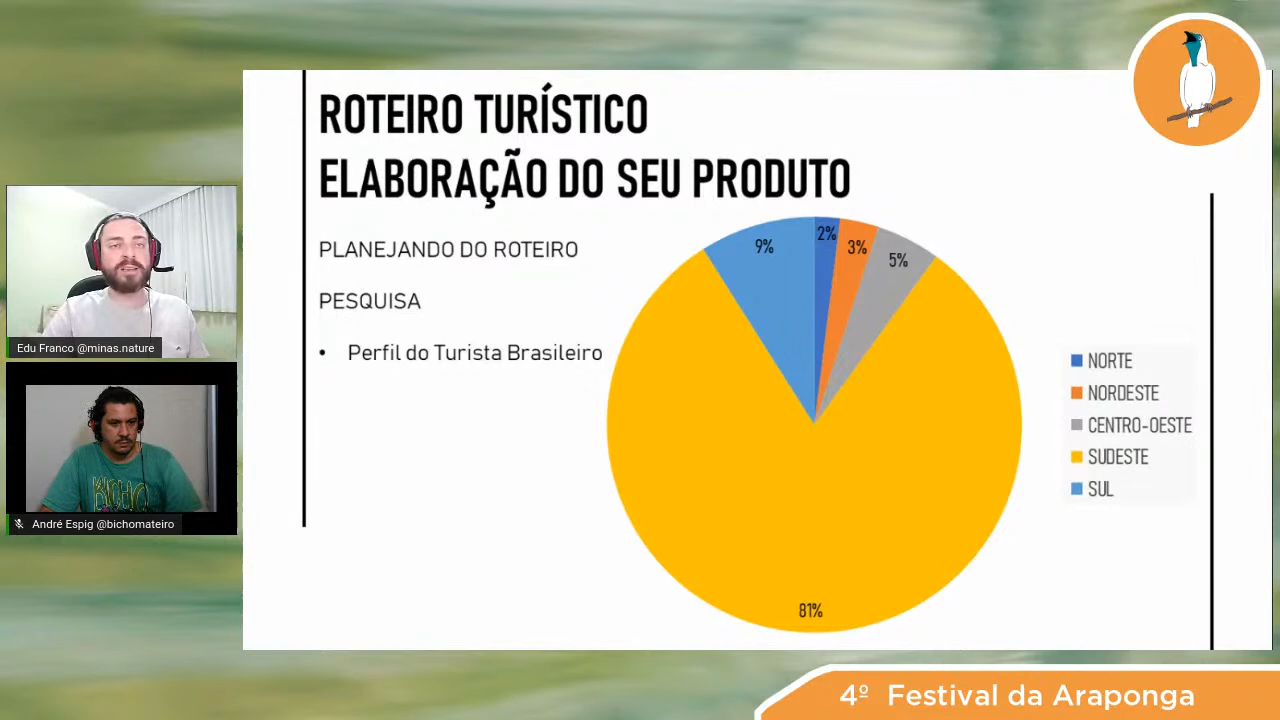 ROTEIRO TURÍSTICO
ELABORAÇÃO DO SEU PRODUTO
PLANEJANDO DO ROTEIRO
PESQUISA
• Perfil do Turista Brasileiro
9%
2%
3%
5%
81%
NORTE
NORDESTE
CENTRO-OESTE
SUDESTE
SUL
Edu Franco @minas.nature
BICHO
André Espig @bichomateiro
4º Festival da Araponga